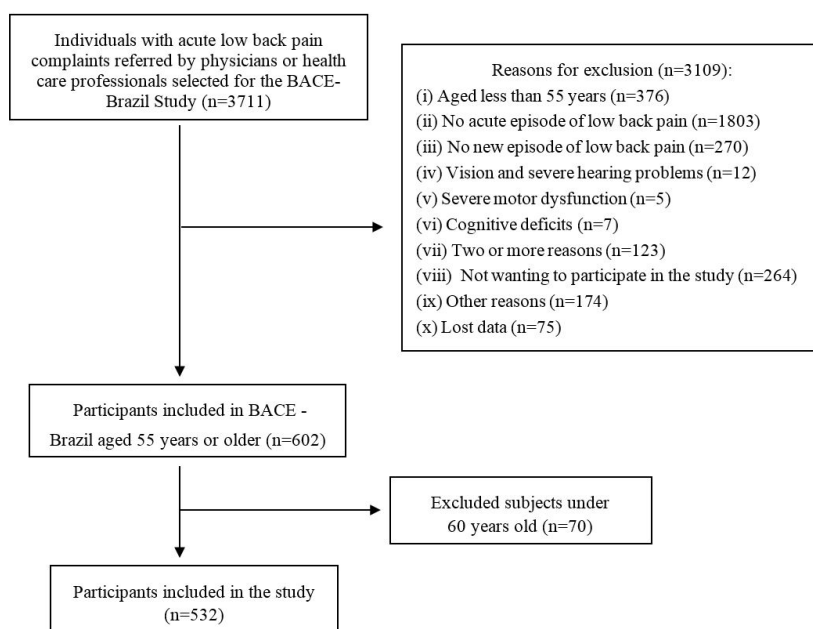 Individuals with acute low back pain
complaints referred by physicians or health
care professionals selected for the BACE-
Brazil Study (n=3711)
Reasons for exclusion (n=3109):
(i) Aged less than 55 years (n=376)
(ii) No acute episode of low back pain (n=1803)
(iii) No new episode of low back pain (n=270)
(iv) Vision and severe hearing problems (n=12)
(v) Severe motor dysfunction (n=5)
(vi) Cognitive deficits (n=7)
(vii) Two or more reasons (n=123)
(viii) Not wanting to participate in the study (n=264)
(ix) Other reasons (n=174)
(x) Lost data (n=75)
Participants included in BACE -
Brazil aged 55 years or older (n=602)
Excluded subjects under
60 years old (n=70)
Participants included in the study
(n=532)